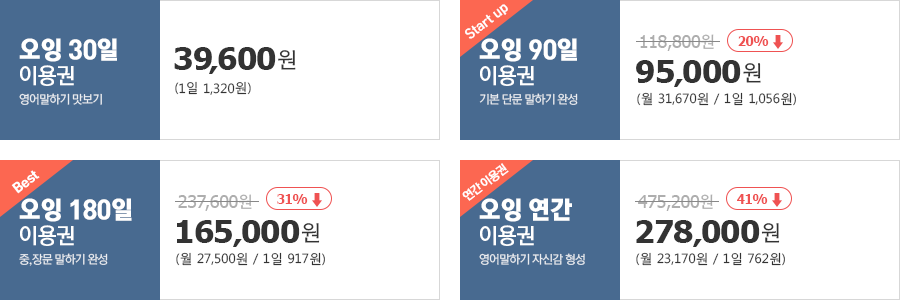 오잉 30일
이용권
영어말하기 맛보기
39,600원
(1일 1,320원)
Start up
오잉 90일
이용권
기본 단문 말하기 완성
118,800원 20%
95,000원
(월 31,670원 / 1일 1,056원)
Best
오잉 180일
이용권
중,장문 말하기 완성
237,600원 31%
165,000원
(월 27,500원 / 1일 917원)
연간 이용권
오잉 연간
이용권
영어말하기 자신감 형성
475,200원 41%
278,000원
(월 23,170원 / 1일 762원)